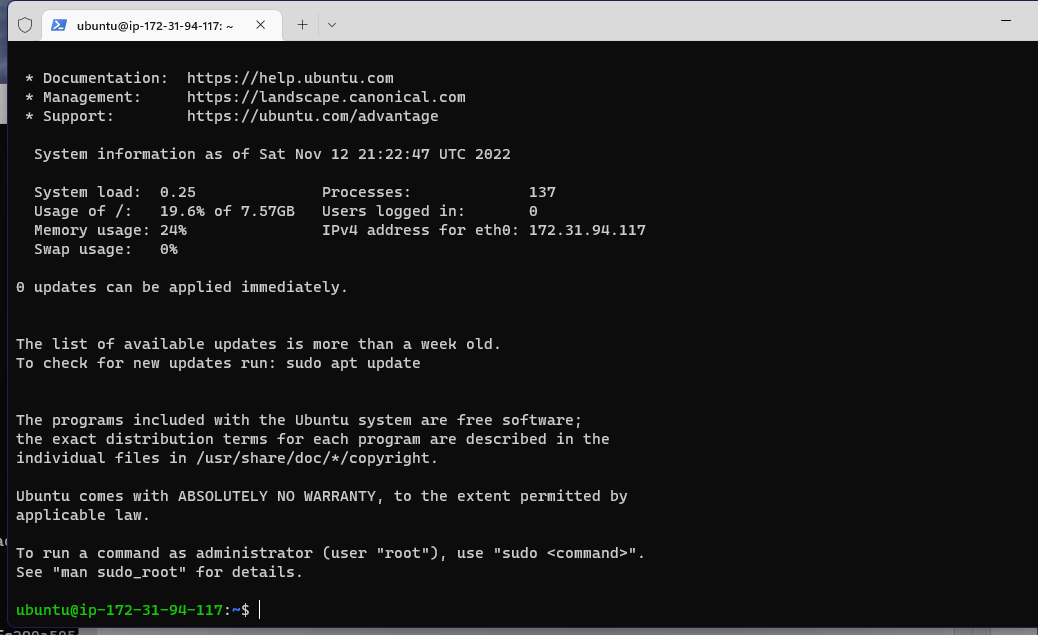 ubuntu@ip-172-31-94-117: ~
* Documentation:  https://help.ubuntu.com
* Management:     https://landscape.canonical.com
* Support:        https://ubuntu.com/advantage
System information as of Sat Nov 12 21:22:47 UTC 2022
System load:  0.25              Processes:             137
Usage of /:   19.6% of 7.57GB   Users logged in:       0
Memory usage: 24%               IPv4 address for eth0: 172.31.94.117
Swap usage:   0%
0 updates can be applied immediately.
The list of available updates is more than a week old.
To check for new updates run: sudo apt update
The programs included with the Ubuntu system are free software;
the exact distribution terms for each program are described in the
individual files in /usr/share/doc/*/copyright.
Ubuntu comes with ABSOLUTELY NO WARRANTY, to the extent permitted by
applicable law.
To run a command as administrator (user "root"), use "sudo <command>".
See "man sudo_root" for details.
ubuntu@ip-172-31-94-117:~$